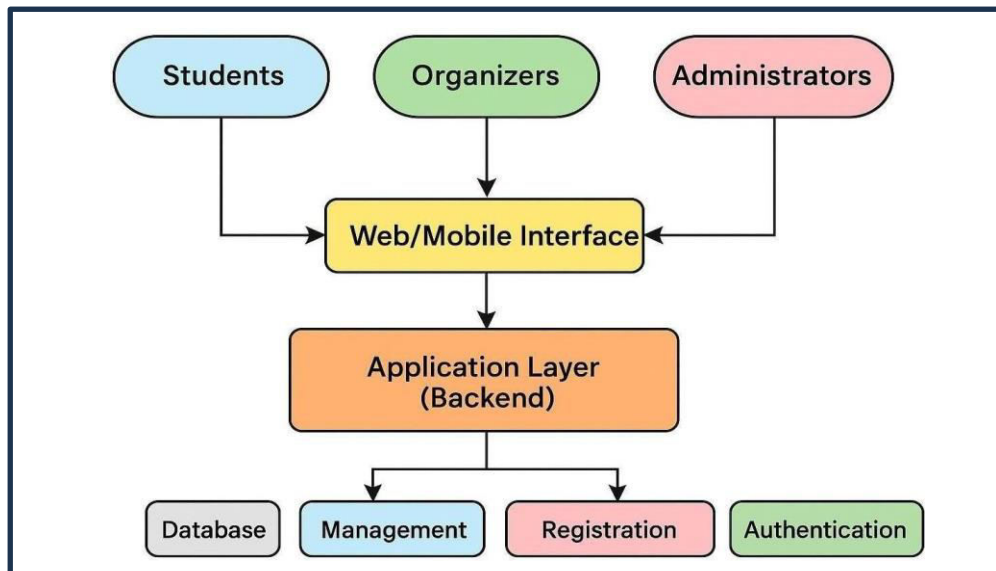 Students
Organizers
Administrators
Web/Mobile Interface
Application Layer
(Backend)
Database
Management
Registration
Authentication